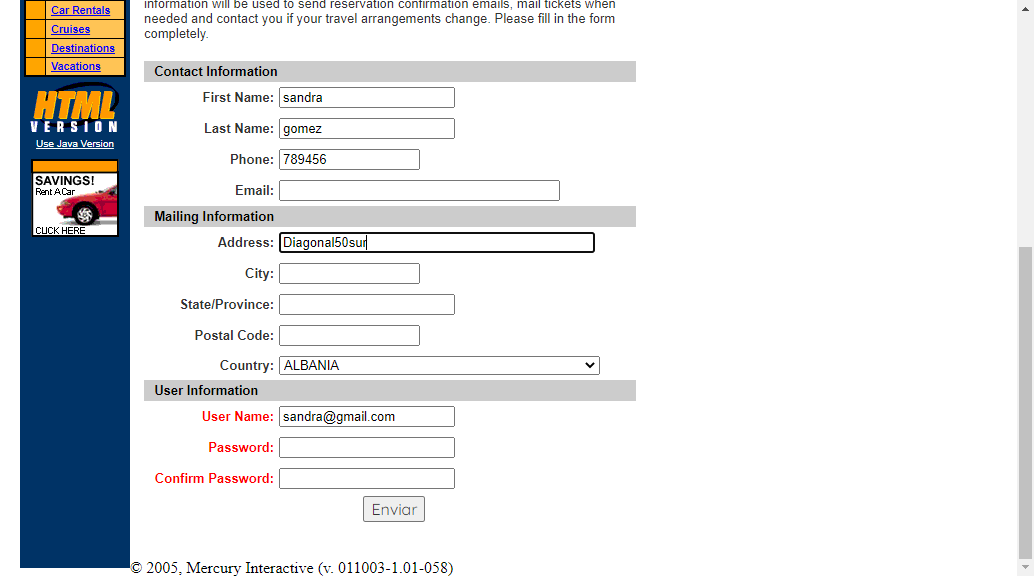 information will be used to send reservation confirmation emails, mail tickets when
needed and contact you if your travel arrangements change. Please fill in the form
completely.
Car Rentals
Cruises
Destinations
Vacations
HTML
VERSION
Use Java Version
SAVINGS!
Rent A Car
CLICK HERE
Contact Information
First Name: sandra
Last Name: gomez
Phone: 789456
Email:
Mailing Information
Address: Diagonal50sur
City:
State/Province:
Postal Code:
Country: ALBANIA
User Information
User Name: sandra@gmail.com
Password:
Confirm Password:
Enviar
© 2005, Mercury Interactive (v. 011003-1.01-058)